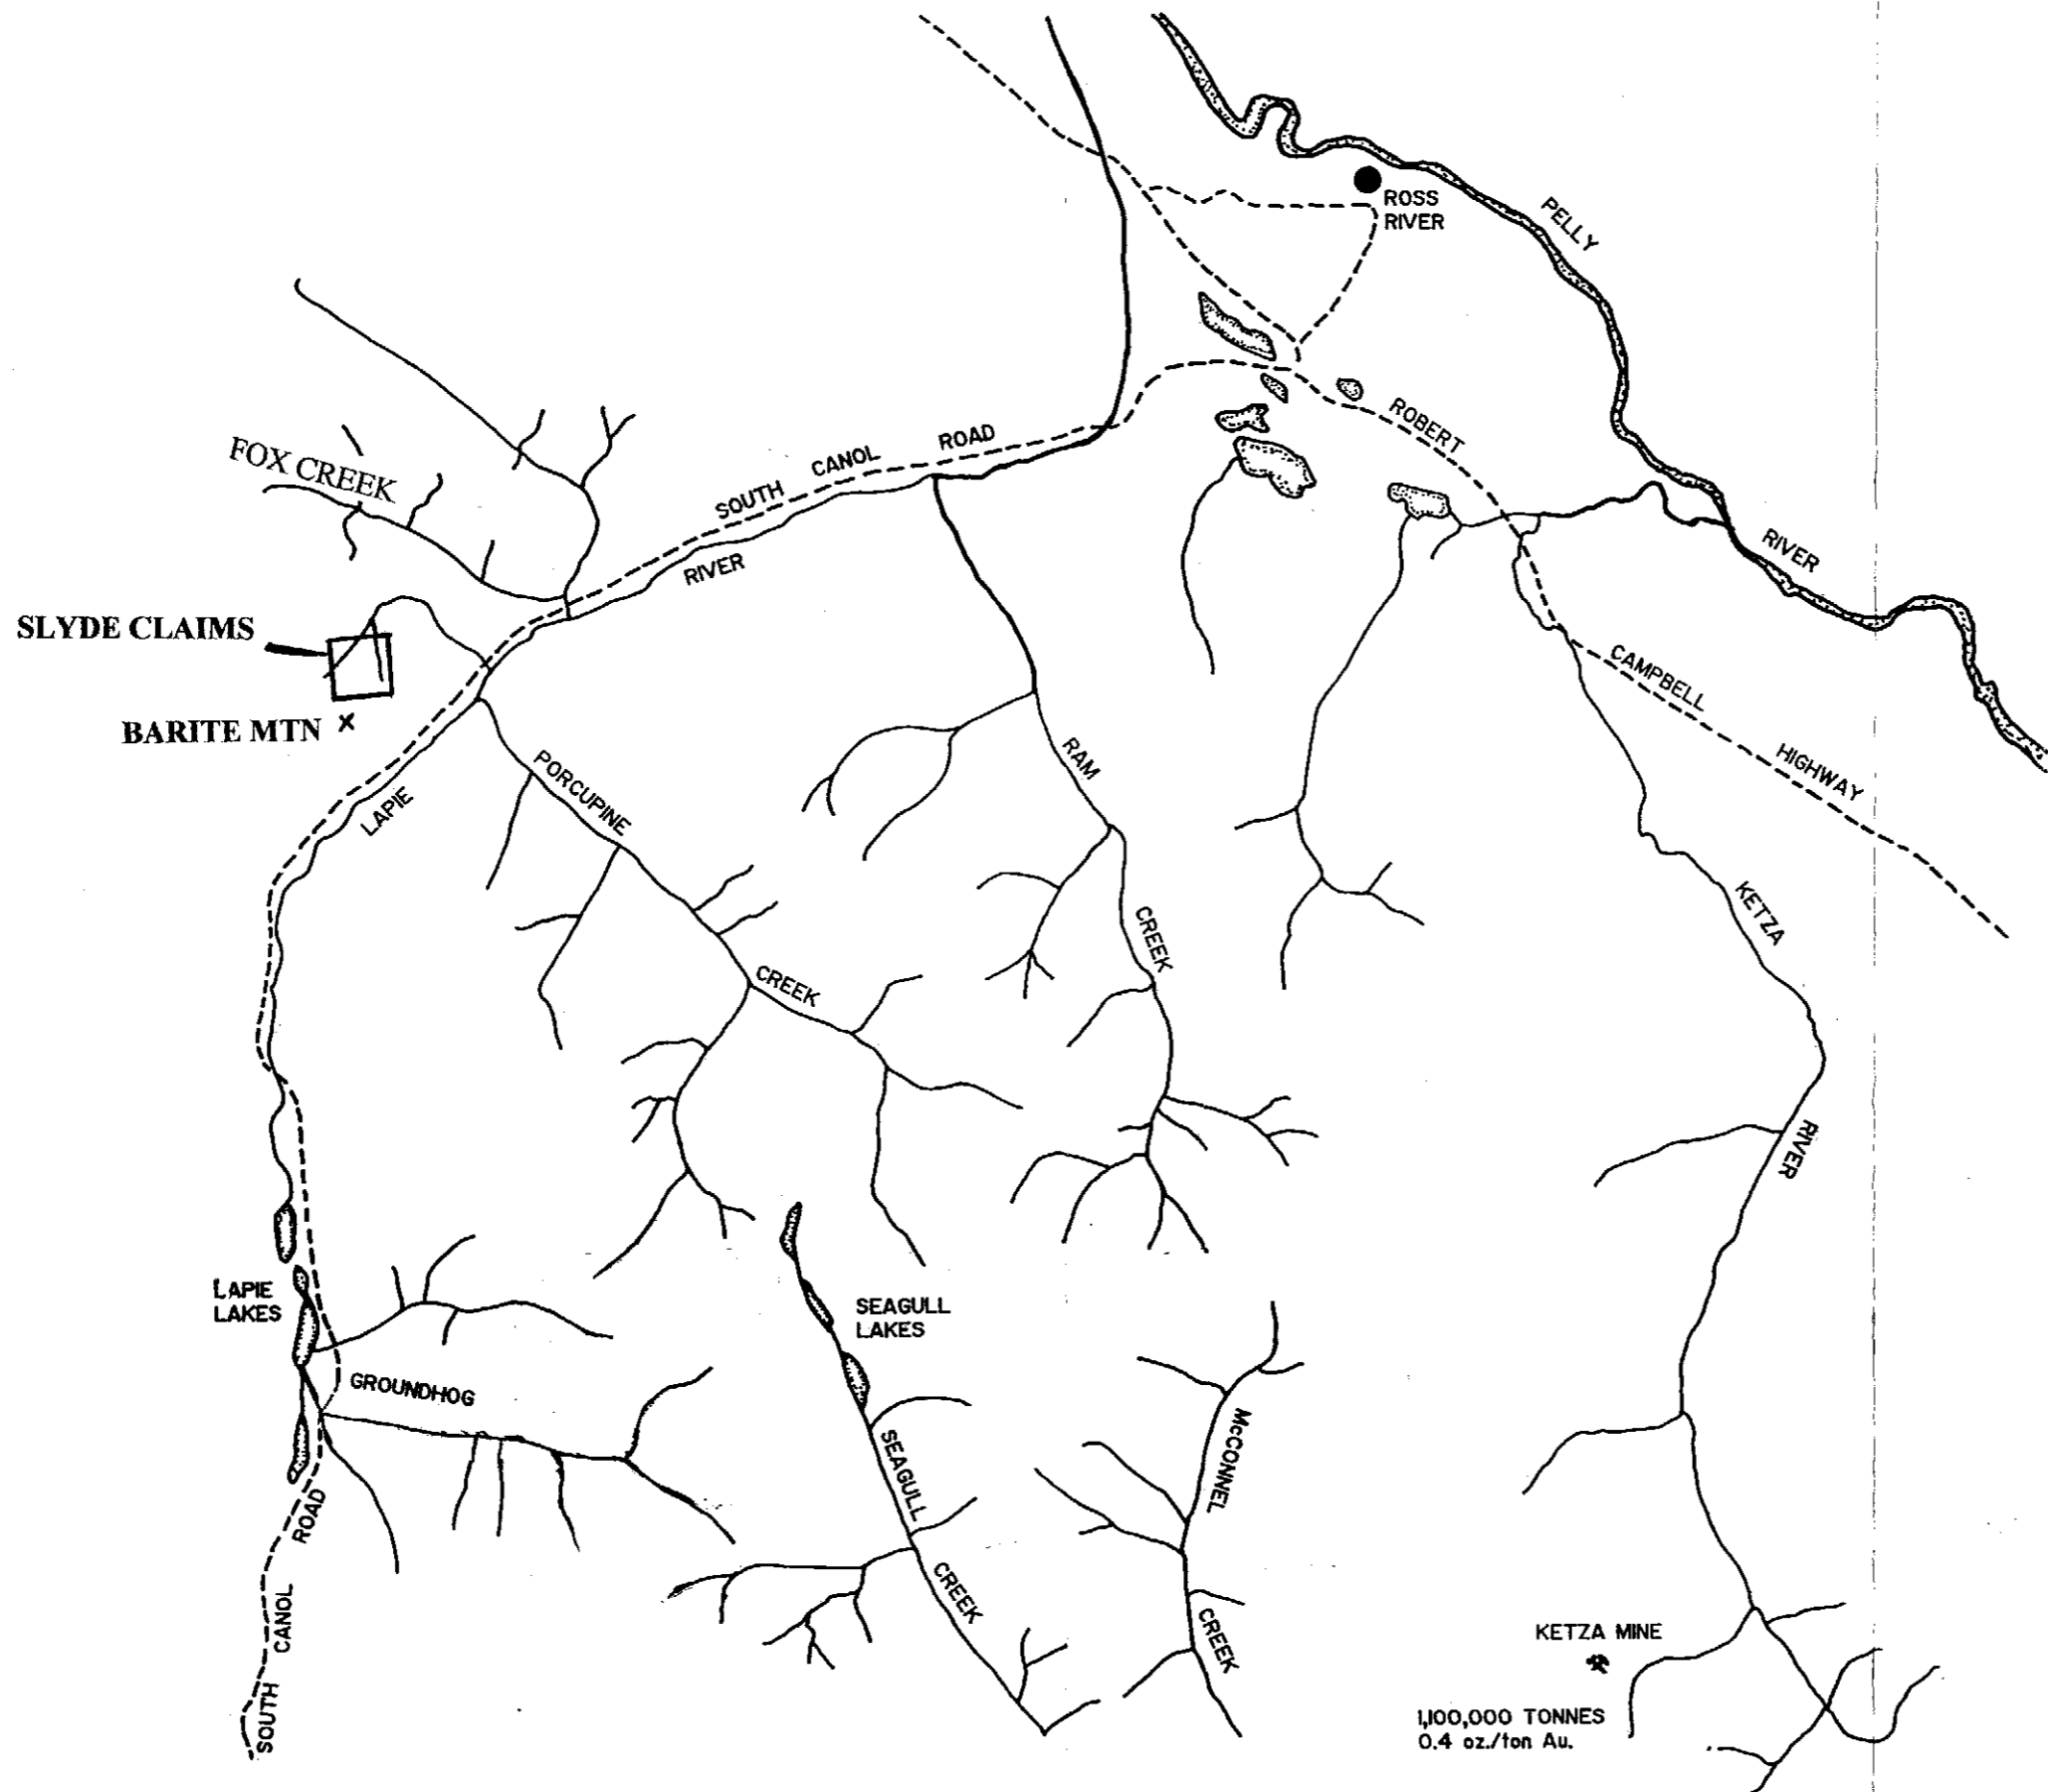 ROSS
RIVER
PELLY
RIVER
FOX CREEK
SOUTH CANOL ROAD
LAPIE RIVER
ROBERT CAMPBELL HIGHWAY
SLYDE CLAIMS
BARITE MTN X
PORCUPINE CREEK
RAM CREEK
KETZA RIVER
LAPIE
LAKES
SEAGULL
LAKES
GROUNDHOG
SEAGULL CREEK
McCONNEL CREEK
SOUTH CANOL ROAD
KETZA MINE
1,100,000 TONNES
0.4 oz./ton Au.